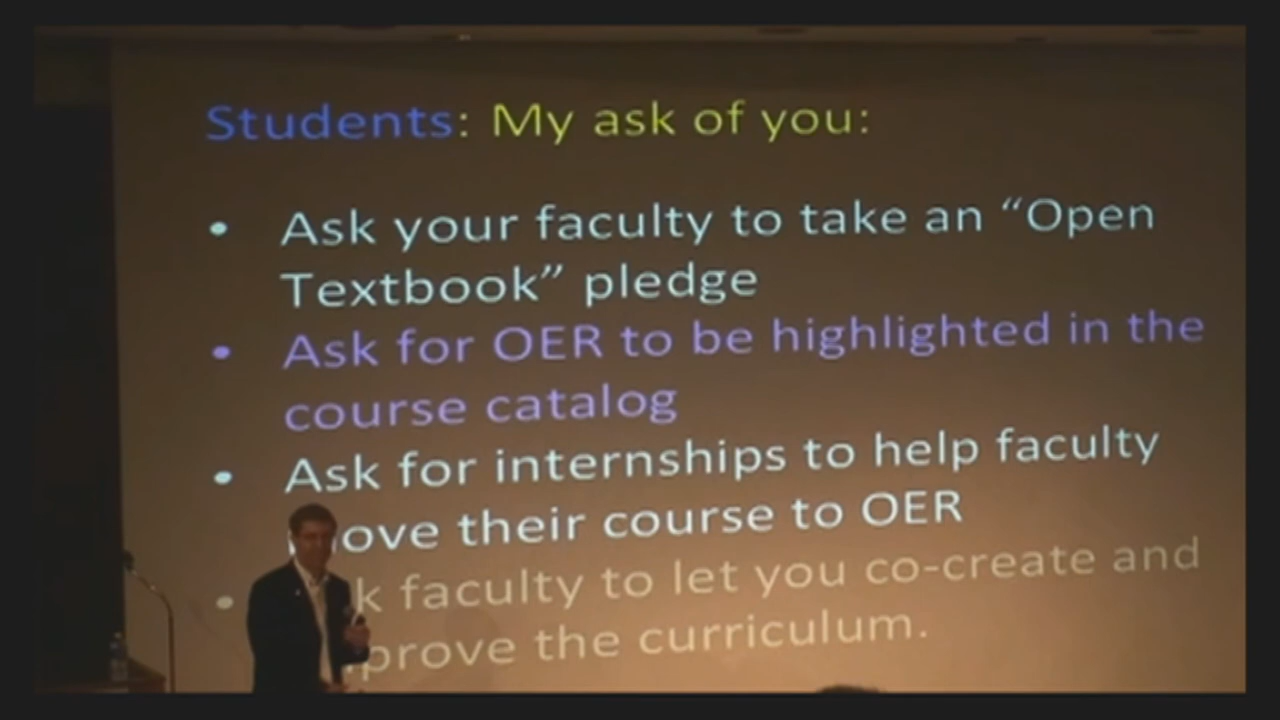 Students: My ask of you:
• Ask your faculty to take an “Open
Textbook” pledge
• Ask for OER to be highlighted in the
course catalog
• Ask for internships to help faculty
move their course to OER
• k faculty to let you co-create and
prove the curriculum.